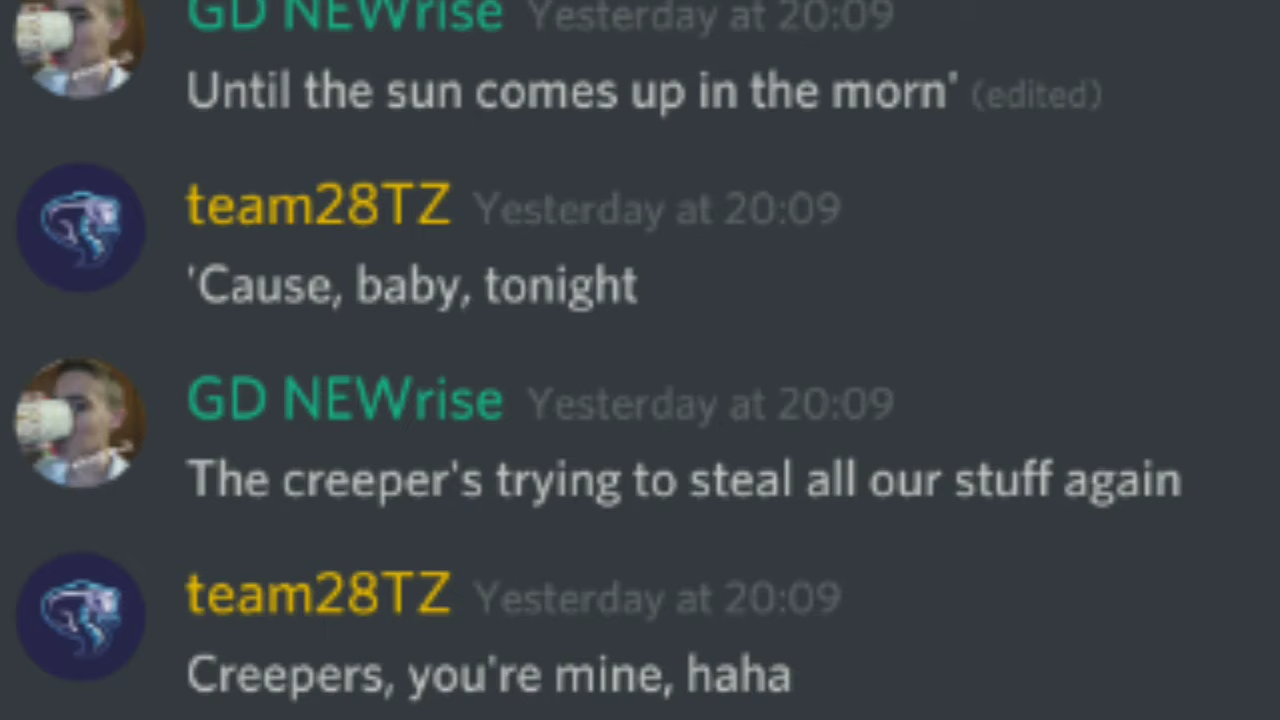 GD NEWrise Yesterday at 20:09
Until the sun comes up in the morn' (edited)
team28TZ Yesterday at 20:09
'Cause, baby, tonight
GD NEWrise Yesterday at 20:09
The creeper's trying to steal all our stuff again
team28TZ Yesterday at 20:09
Creepers, you're mine, haha